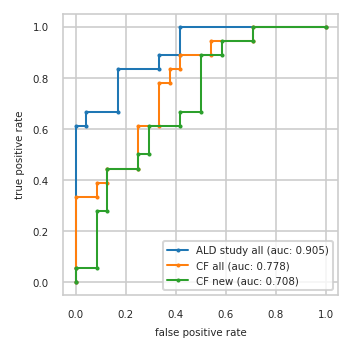 1.0
0.8
0.6
0.4
0.2
0.0
true positive rate
ALD study all (auc: 0.905)
CF all (auc: 0.778)
CF new (auc: 0.708)
0.0 0.2 0.4 0.6 0.8 1.0
false positive rate